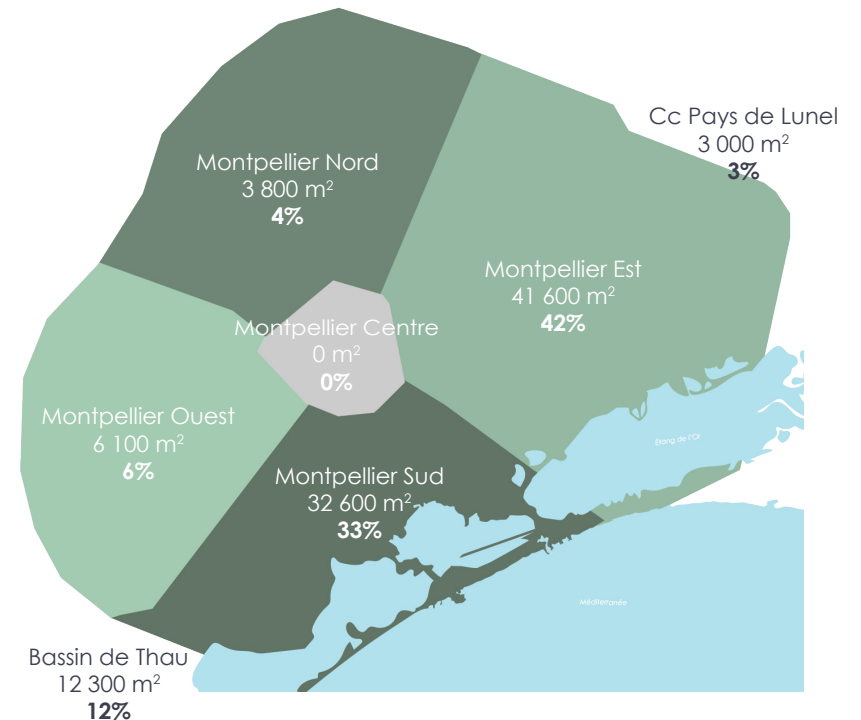 Cc Pays de Lunel
3 000 m²
3%
Montpellier Nord
3 800 m²
4%
Montpellier Est
41 600 m²
42%
Montpellier Centre
0 m²
0%
Montpellier Ouest
6 100 m²
6%
Étang de l'Or
Montpellier Sud
32 600 m²
33%
Méditerranée
Bassin de Thau
12 300 m²
12%